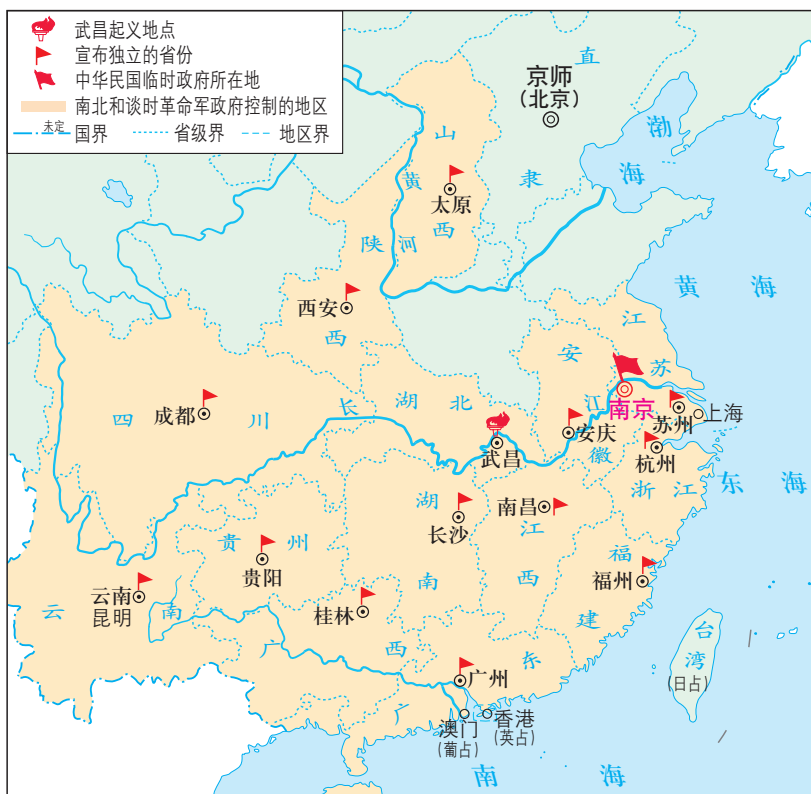 武昌起义地点
宣布独立的省份
中华民国临时政府所在地
南北和谈时革命军政府控制的地区
未定
国界
省级界
地区界
京师
(北京)
直
隶
渤
海
山
西
黄
河
太原
陕
西
西安
黄海
江
苏
安
徽
江
南京
苏州
上海
四川
成都
长
湖北
武昌
安庆
杭州
浙江
东海
湖
南
长沙
南昌
江
西
贵州
贵阳
福
建
福州
云南
昆明
云南
桂林
广西
广东
广州
台
湾
(日占)
澳门
(葡占)
香港
(英占)
南海